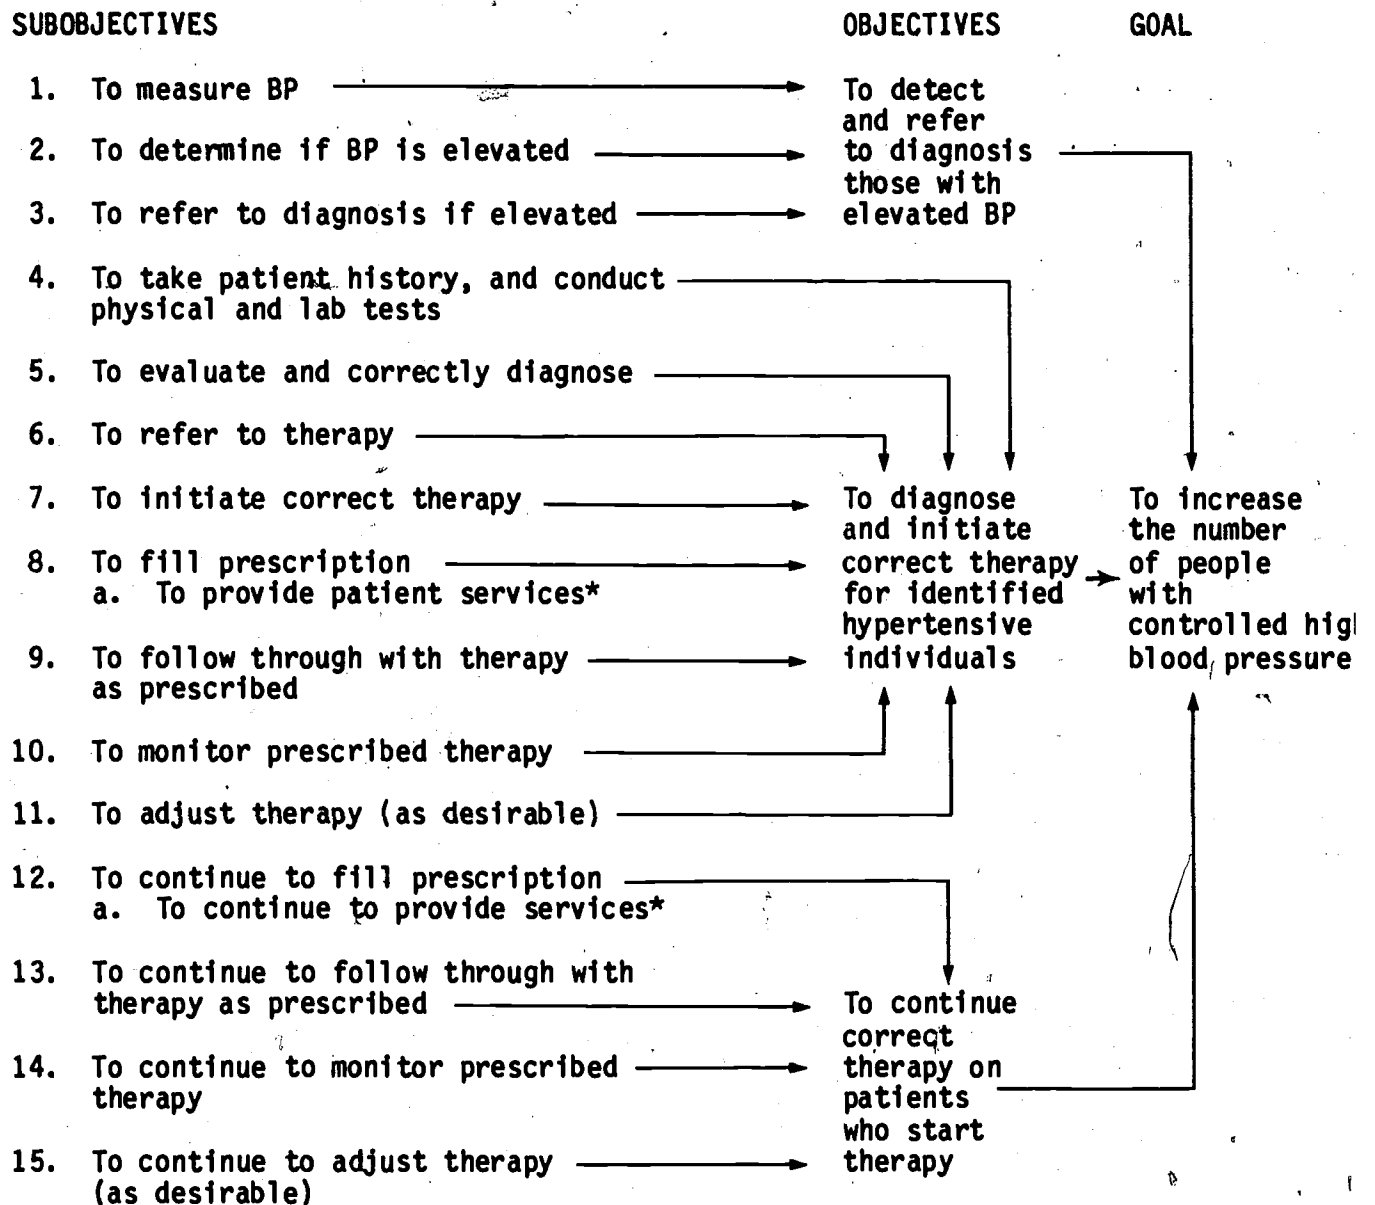 SUBOBJECTIVES
OBJECTIVES
GOAL
1. To measure BP
2. To determine if BP is elevated
3. To refer to diagnosis if elevated
4. To take patient history, and conduct
physical and lab tests
5. To evaluate and correctly diagnose
6. To refer to therapy
7. To initiate correct therapy
8. To fill prescription
a. To provide patient services*
9. To follow through with therapy
as prescribed
10. To monitor prescribed therapy
11. To adjust therapy (as desirable)
12. To continue to fill prescription
a. To continue to provide services*
13. To continue to follow through with
therapy as prescribed
14. To continue to monitor prescribed
therapy
15. To continue to adjust therapy
(as desirable)
To detect
and refer
to diagnosis
those with
elevated BP
To diagnose
and initiate
correct therapy
for identified
hypertensive
individuals
To continue
correct
therapy on
patients
who start
therapy
To increase
the number
of people
with
controlled hig
blood pressure